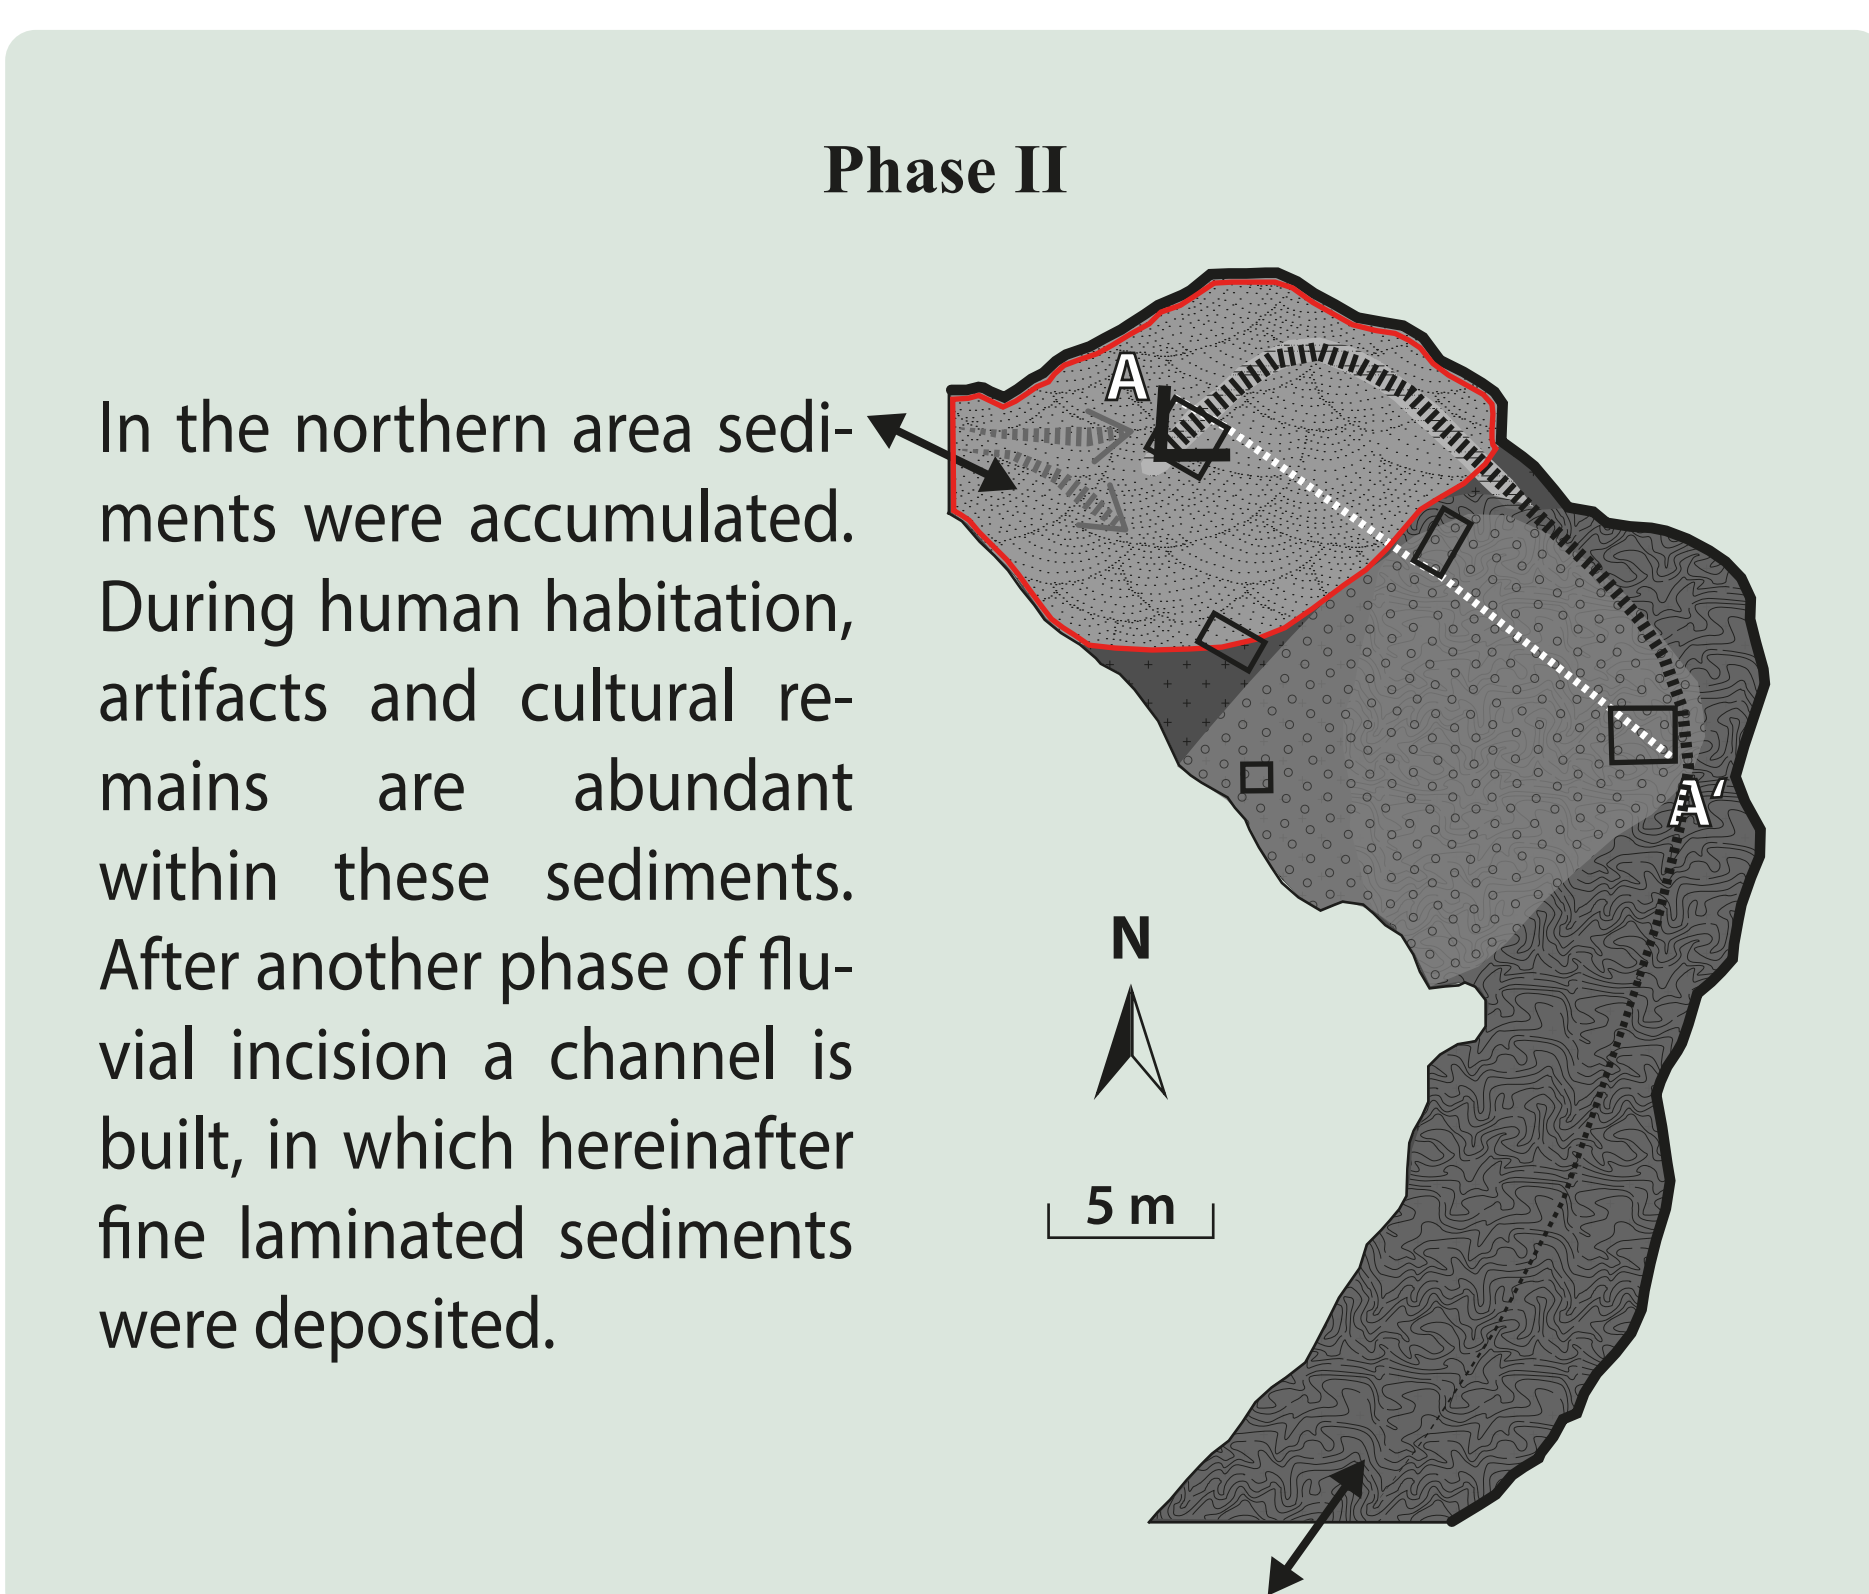 Phase II
In the northern area sedi-
ments were accumulated.
During human habitation,
artifacts and cultural re-
mains are abundant
within these sediments.
After another phase of flu-
vial incision a channel is
built, in which hereinafter
fine laminated sediments
were deposited.
A
A‘
N
5 m